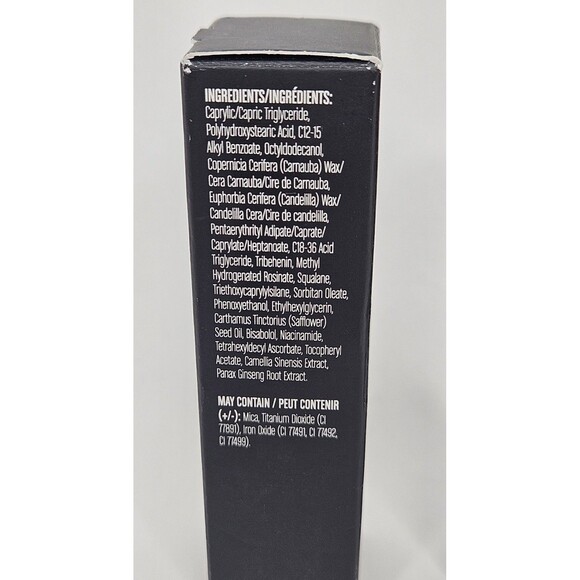 INGREDIENTS/INGRÉDIENTS:
Caprylic/Capric Triglyceride,
Polyhydroxystearic Acid, C12-15
Alkyl Benzoate, Octyldodecanol,
Copernicia Cerifera (Carnauba) Wax/
Cera Carnauba/Cire de Carnauba,
Euphorbia Cerifera (Candelilla) Wax/
Candelilla Cera/Cire de candelilla,
Pentaerythrityl Adipate/Caprate/
Caprylate/Heptanoate, C18-36 Acid
Triglyceride, Tribehenin, Methyl
Hydrogenated Rosinate, Squalane,
Triethoxycaprylylsilane, Sorbitan Oleate,
Phenoxyethanol, Ethylhexylglycerin,
Carthamus Tinctorius (Safflower)
Seed Oil, Bisabolol, Niacinamide,
Tetrahexyldecyl Ascorbate, Tocopheryl
Acetate, Camellia Sinensis Extract,
Panax Ginseng Root Extract.
MAY CONTAIN / PEUT CONTENIR
(+/-): Mica, Titanium Dioxide (CI
77891), Iron Oxide (CI 77491, CI 77492,
CI 77499).